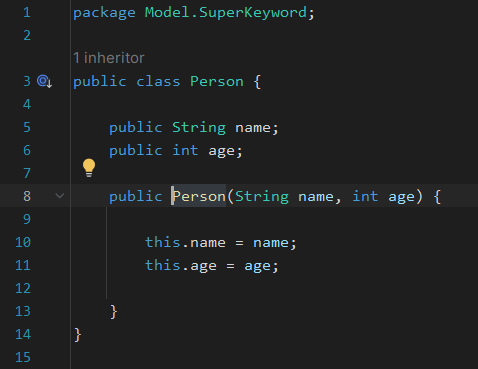 1 package Model.SuperKeyword;
2
1 inheritor
3 public class Person {
4
5 public String name;
6 public int age;
7
8 public Person(String name, int age) {
9
10 this.name = name;
11 this.age = age;
12
13 }
14 }
15